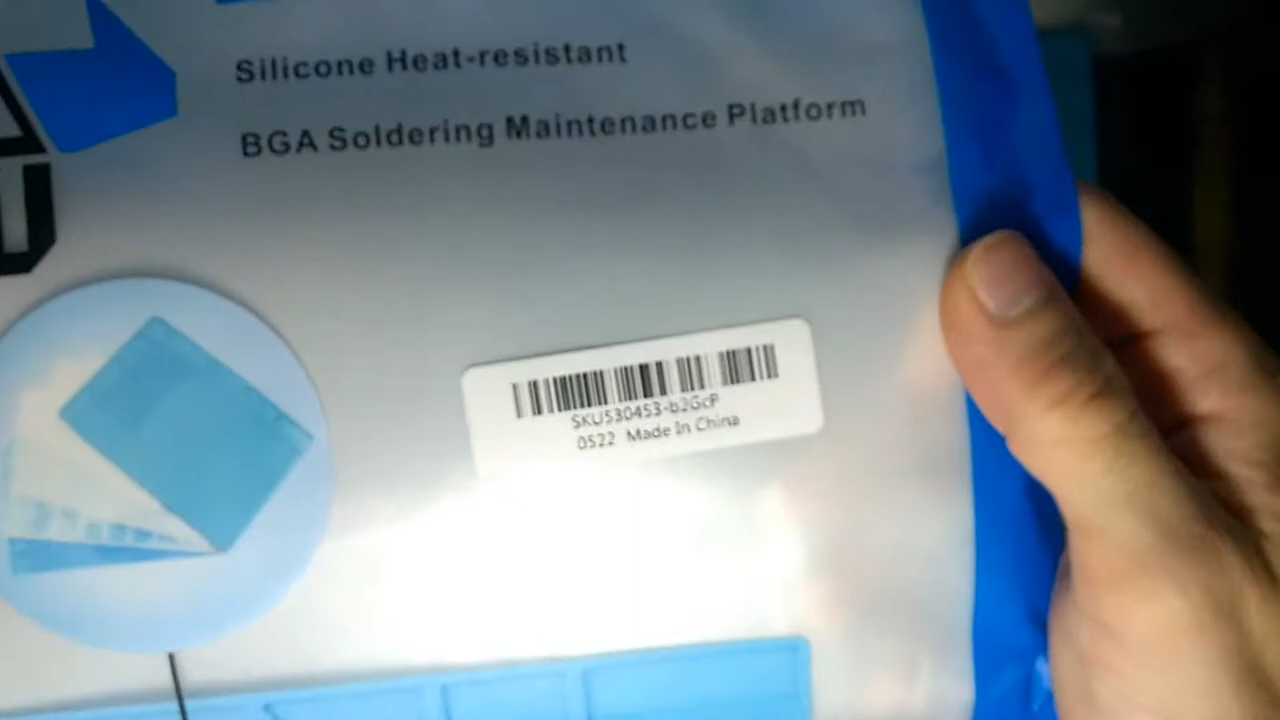 Silicone Heat-resistant
BGA Soldering Maintenance Platform
SKU530453-b2GcP
0522 Made In China